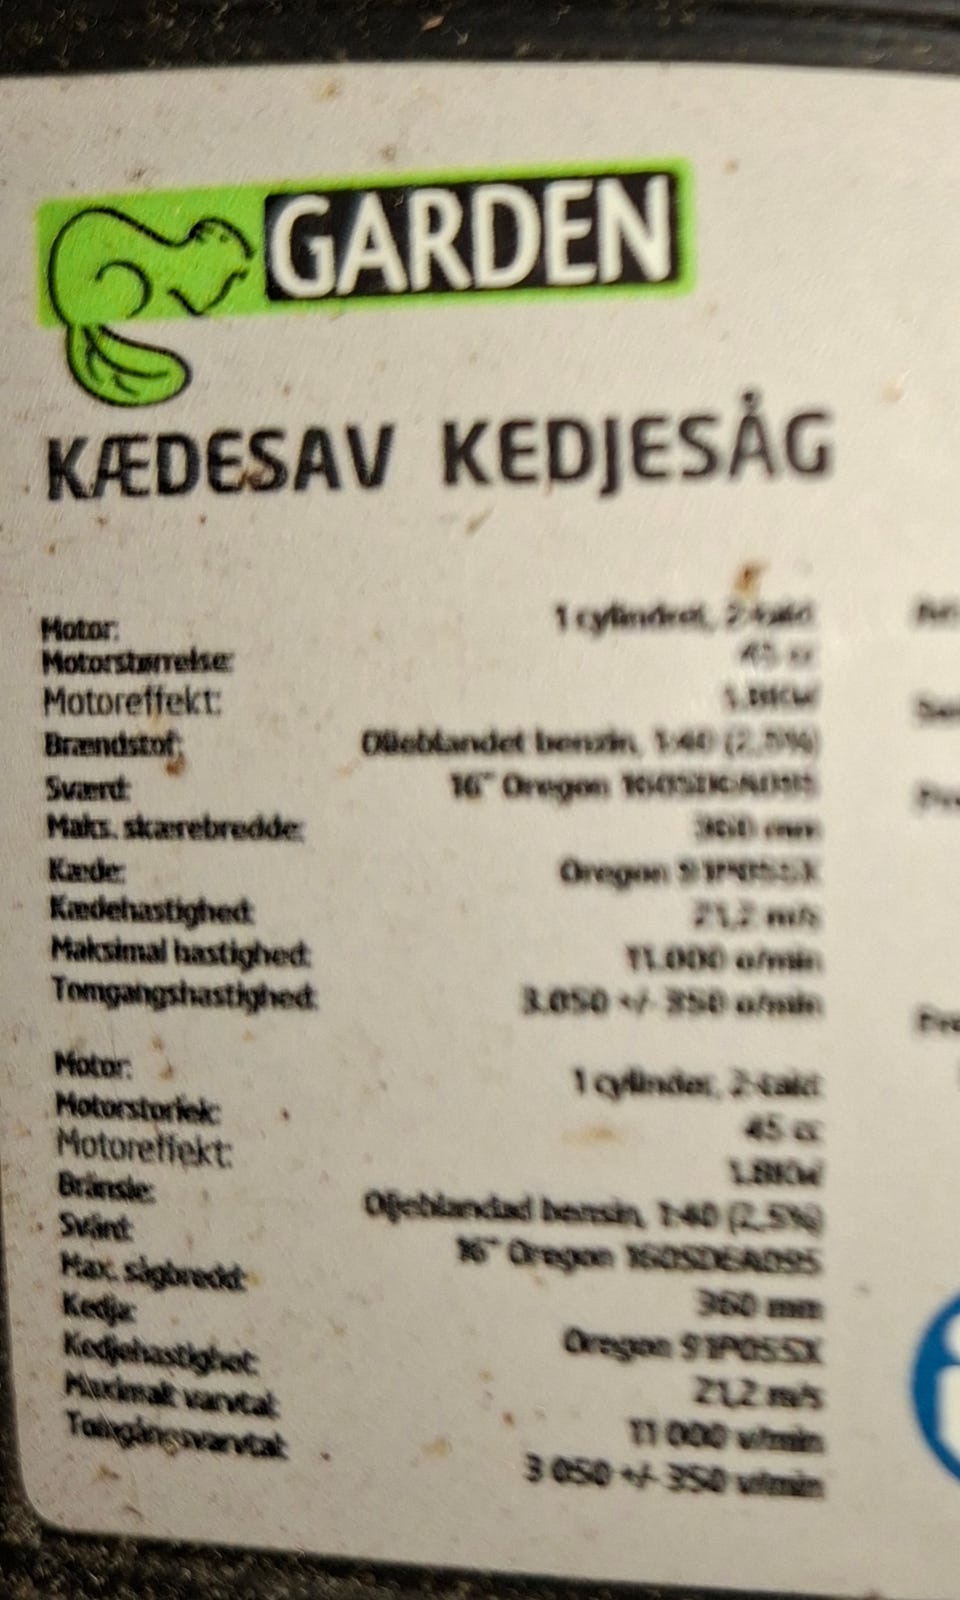 GARDEN
KÆDESAV KEDJESÅG
Motor: 1 cylindret, 2-takt
Motorstørrelse: 45 cc
Motoreffekt: 1.8KW
Brændstof: Olieblandet benzin, 1:40 (2,5%)
Sværd: 16" Oregon
Maks. skærebredde: 360 mm
Kæde: Oregon 91P055X
Kædehastighed: 21,2 m/s
Maksimal hastighed: 11.000 o/min
Tomgangshastighed: 3.050 +/- 350 o/min
Motor: 1 cylinder, 2-takt
Motorstorlek: 45 cc
Motoreffekt: 1.8KW
Bränsle: Oljeblandad bensin, 1:40 (2,5%)
Svärd: 16" Oregon 160SDEA095
Max. sågbredd: 360 mm
Kedja: Oregon 91P055X
Kedjehastighet: 21,2 m/s
Maximalt varvtal: 11 000 v/min
Tomgångsvarvtal: 3 050 +/- 350 v/min